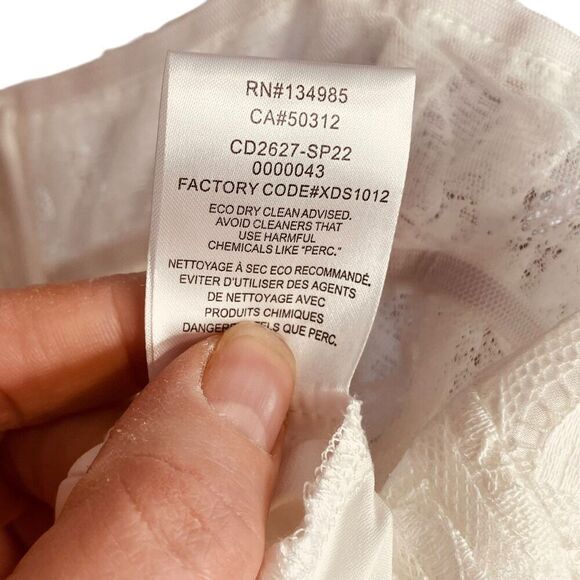 RN#134985
CA#50312
CD2627-SP22
0000043
FACTORY CODE#XDS1012
ECO DRY CLEAN ADVISED.
AVOID CLEANERS THAT
USE HARMFUL
CHEMICALS LIKE "PERC."
NETTOYAGE À SEC ECO RECOMMANDÉ.
EVITER D'UTILISER DES AGENTS
DE NETTOYAGE AVEC
PRODUITS CHIMIQUES
QUE PERC.